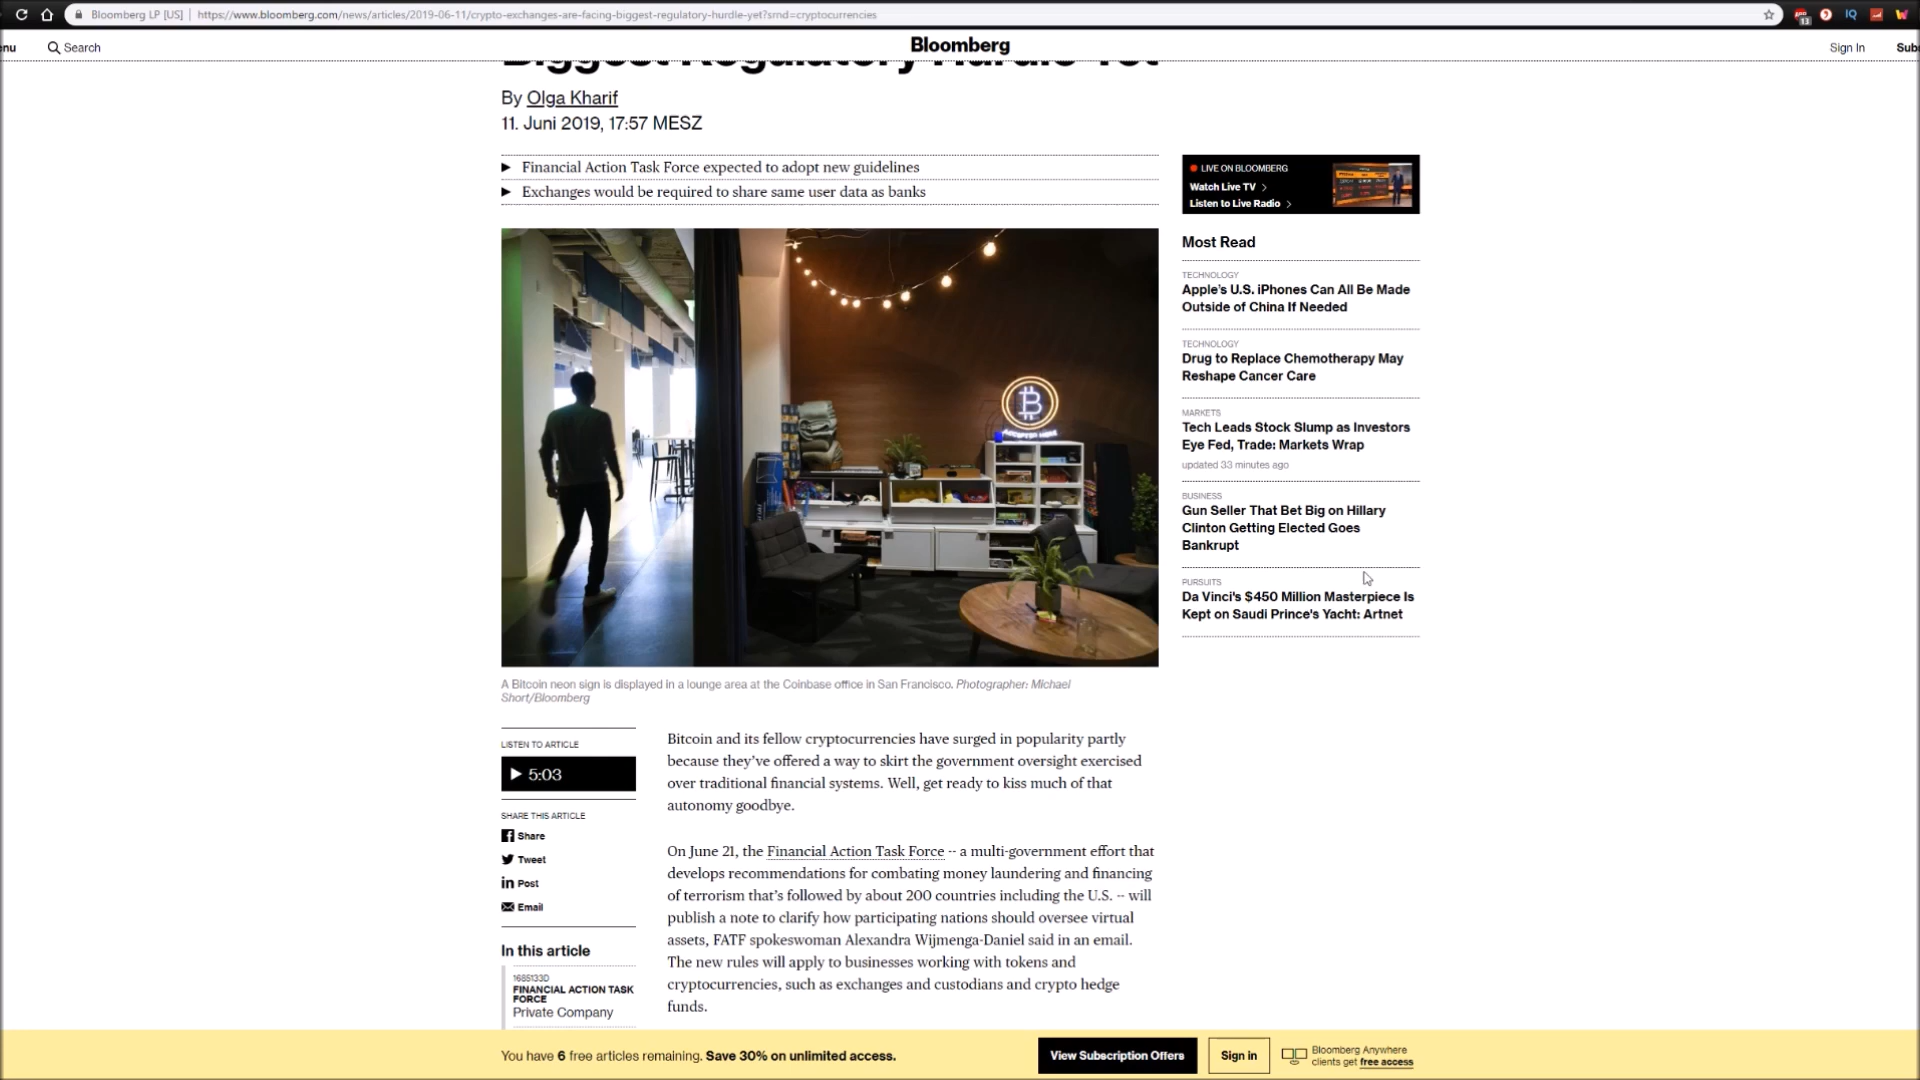 Bloomberg LP [US] | https://www.bloomberg.com/news/articles/2019-06-11/crypto-exchanges-are-facing-biggest-regulatory-hurdle-yet?srnd=cryptocurrencies
13
IQ
enu
Search
Bloomberg
Sign In
Subs
Biggest Regulatory Hurdle Yet
By Olga Kharif
11. Juni 2019, 17:57 MESZ
Financial Action Task Force expected to adopt new guidelines
Exchanges would be required to share same user data as banks
A Bitcoin neon sign is displayed in a lounge area at the Coinbase office in San Francisco. Photographer: Michael
Short/Bloomberg
LISTEN TO ARTICLE
5:03
SHARE THIS ARTICLE
Share
Tweet
Post
Email
In this article
1685133D
FINANCIAL ACTION TASK
FORCE
Private Company
Bitcoin and its fellow cryptocurrencies have surged in popularity partly
because they’ve offered a way to skirt the government oversight exercised
over traditional financial systems. Well, get ready to kiss much of that
autonomy goodbye.
On June 21, the Financial Action Task Force -- a multi-government effort that
develops recommendations for combating money laundering and financing
of terrorism that’s followed by about 200 countries including the U.S. -- will
publish a note to clarify how participating nations should oversee virtual
assets, FATF spokeswoman Alexandra Wijmenga-Daniel said in an email.
The new rules will apply to businesses working with tokens and
cryptocurrencies, such as exchanges and custodians and crypto hedge
funds.
LIVE ON BLOOMBERG
Watch Live TV
Listen to Live Radio
Most Read
TECHNOLOGY
Apple’s U.S. iPhones Can All Be Made
Outside of China If Needed
TECHNOLOGY
Drug to Replace Chemotherapy May
Reshape Cancer Care
MARKETS
Tech Leads Stock Slump as Investors
Eye Fed, Trade: Markets Wrap
updated 33 minutes ago
BUSINESS
Gun Seller That Bet Big on Hillary
Clinton Getting Elected Goes
Bankrupt
PURSUITS
Da Vinci's $450 Million Masterpiece Is
Kept on Saudi Prince's Yacht: Artnet
You have 6 free articles remaining. Save 30% on unlimited access.
View Subscription Offers
Sign in
Bloomberg Anywhere
clients get free access